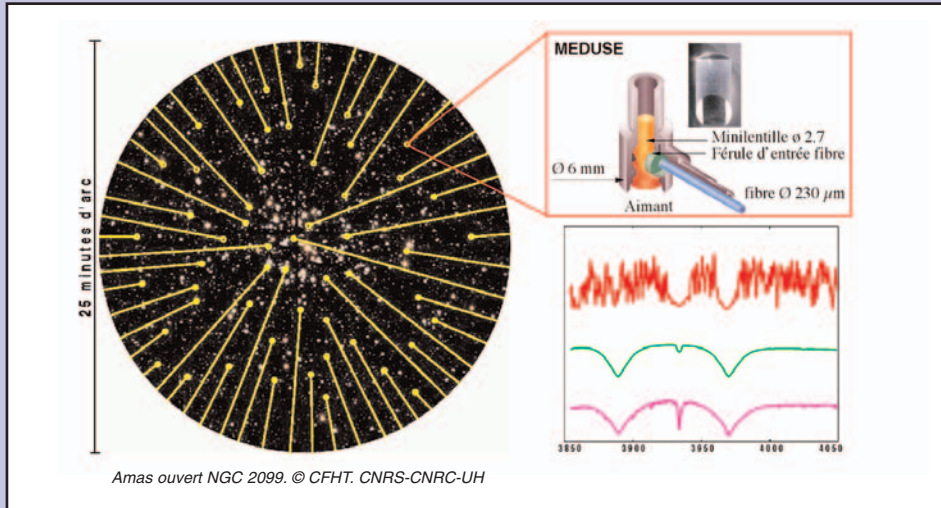 25 minutes d'arc
MEDUSE
Minilentille ø 2,7
Férule d'entrée fibre
Ø 6 mm
fibre Ø 230 µm
Aimant
3850 3900 3950 4000 4050
Amas ouvert NGC 2099. © CFHT. CNRS-CNRC-UH